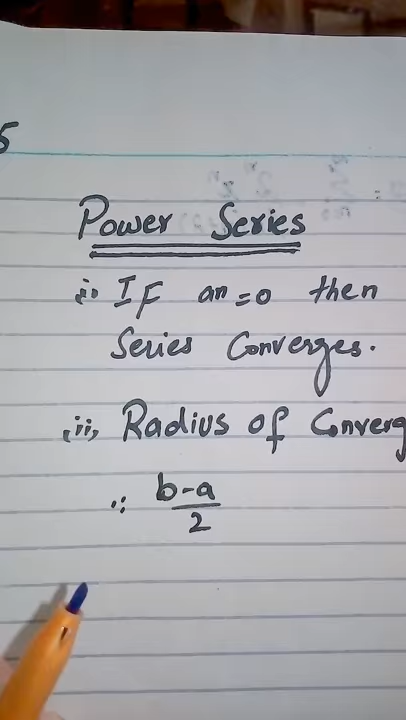 5
Power Series
i, IF an = 0 then
Series Converges.
ii, Radius of Converg
∵ b-a
2